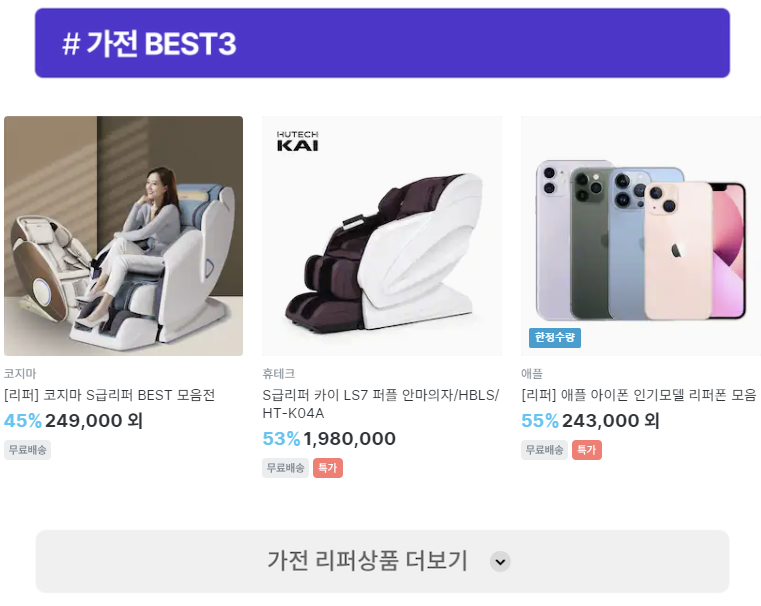 # 가전 BEST3
HUTECH
KAI
한정수량
코지마
[리퍼] 코지마 S급리퍼 BEST 모음전
45% 249,000 외
무료배송
휴테크
S급리퍼 카이 LS7 퍼플 안마의자/HBLS/
HT-K04A
53% 1,980,000
무료배송 특가
애플
[리퍼] 애플 아이폰 인기모델 리퍼폰 모음
55% 243,000 외
무료배송 특가
가전 리퍼상품 더보기